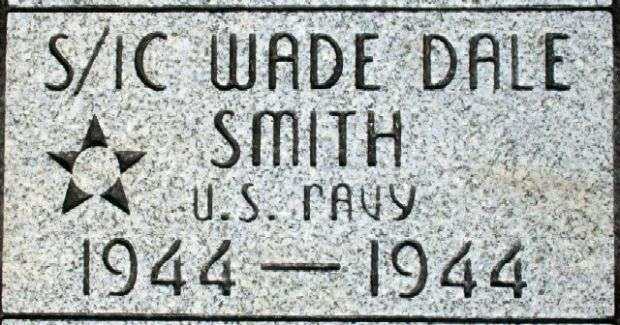 S/1C WADE DALE
SMITH
U.S. NAVY
1944 — 1944